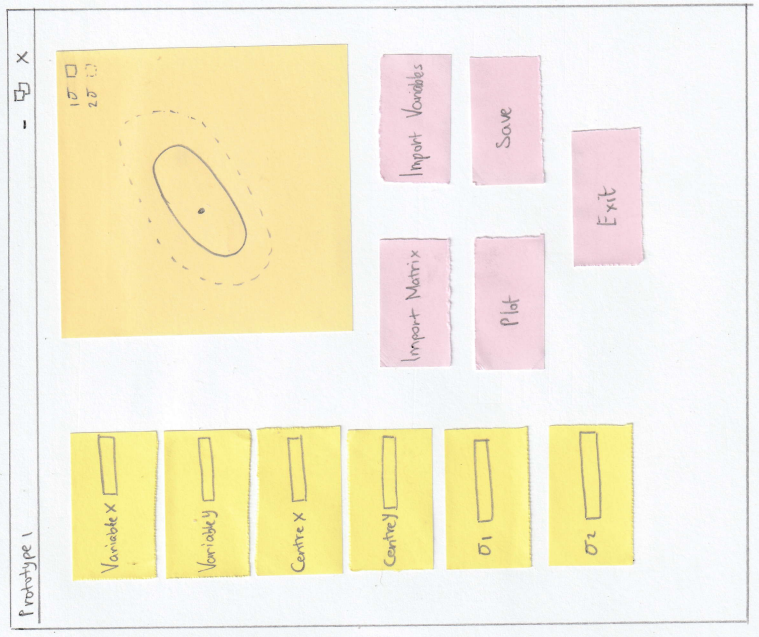 Prototype 1
- X
Variable X
Variable y
Centre X
Centre y
σ1
σ2
1σ
2σ
Import Matrix
Import Variables
Plot
Save
Exit